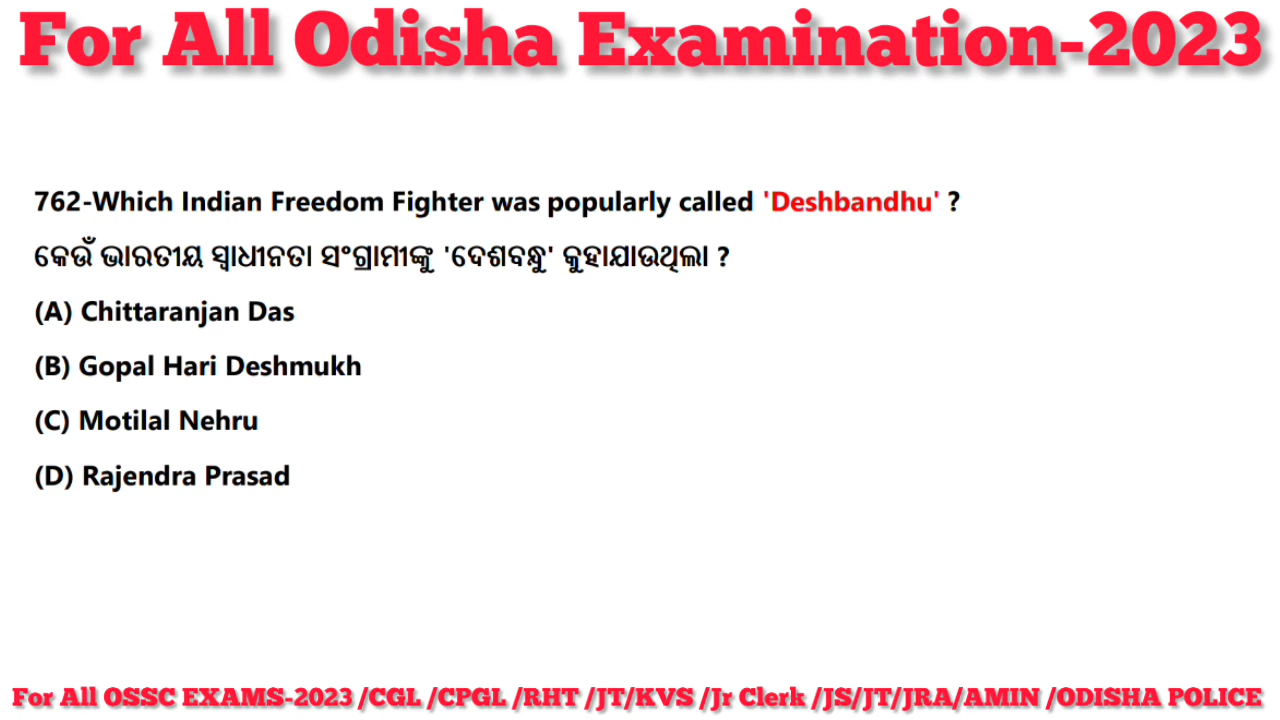 For All Odisha Examination-2023
762-Which Indian Freedom Fighter was popularly called 'Deshbandhu' ?
କେଉଁ ଭାରତୀୟ ସ୍ୱାଧୀନତା ସଂଗ୍ରାମୀଙ୍କୁ 'ଦେଶବନ୍ଧୁ' କୁହାଯାଉଥିଲା ?
(A) Chittaranjan Das
(B) Gopal Hari Deshmukh
(C) Motilal Nehru
(D) Rajendra Prasad
For All OSSC EXAMS-2023 /CGL /CPGL /RHT /JT/KVS /Jr Clerk /JS/JT/JRA/AMIN /ODISHA POLICE